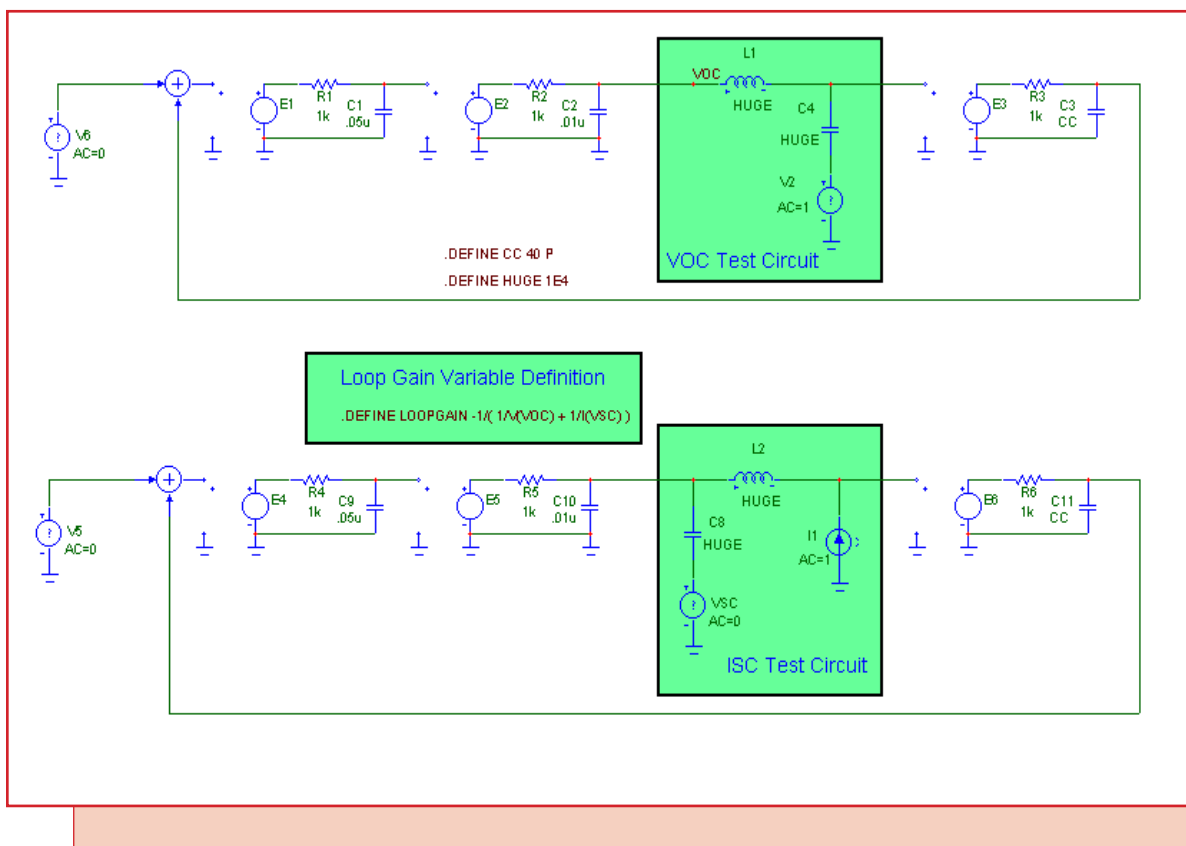 L1
VOC
HUGE
E1
R1
1k
C1
.05u
E2
R2
1k
C2
.01u
C4
HUGE
E3
R3
1k
C3
CC
V6
AC=0
V2
AC=1
.DEFINE CC 40 P
.DEFINE HUGE 1E4
VOC Test Circuit
Loop Gain Variable Definition
.DEFINE LOOPGAIN -1/( 1/V(VOC) + 1/I(VSC) )
L2
HUGE
E4
R4
1k
C9
.05u
E5
R5
1k
C10
.01u
C8
HUGE
I1
AC=1
E6
R6
1k
C11
CC
V5
AC=0
VSC
AC=0
ISC Test Circuit